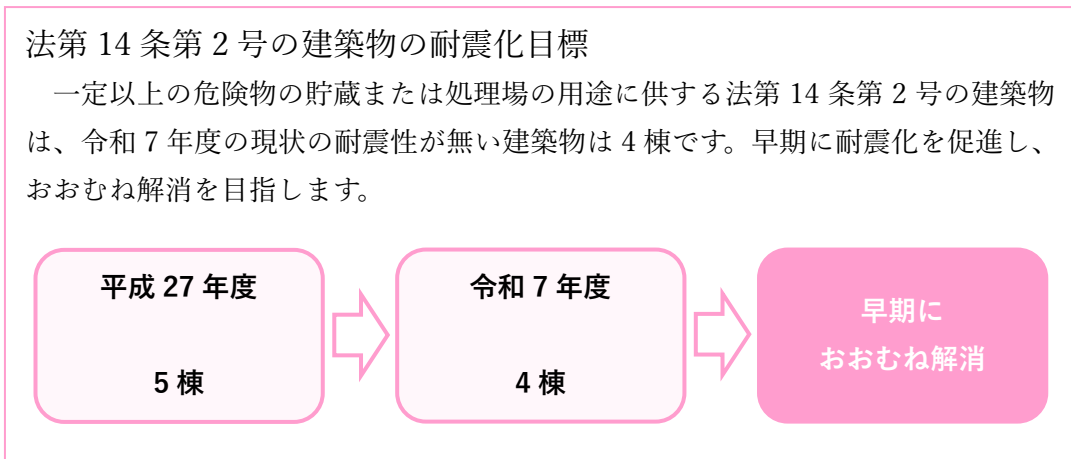 法第 14 条第 2 号の建築物の耐震化目標
一定以上の危険物の貯蔵または処理場の用途に供する法第 14 条第 2 号の建築物
は、令和 7 年度の現状の耐震性が無い建築物は 4 棟です。早期に耐震化を促進し、
おおむね解消を目指します。
平成 27 年度
5 棟
令和 7 年度
4 棟
早期に
おおむね解消